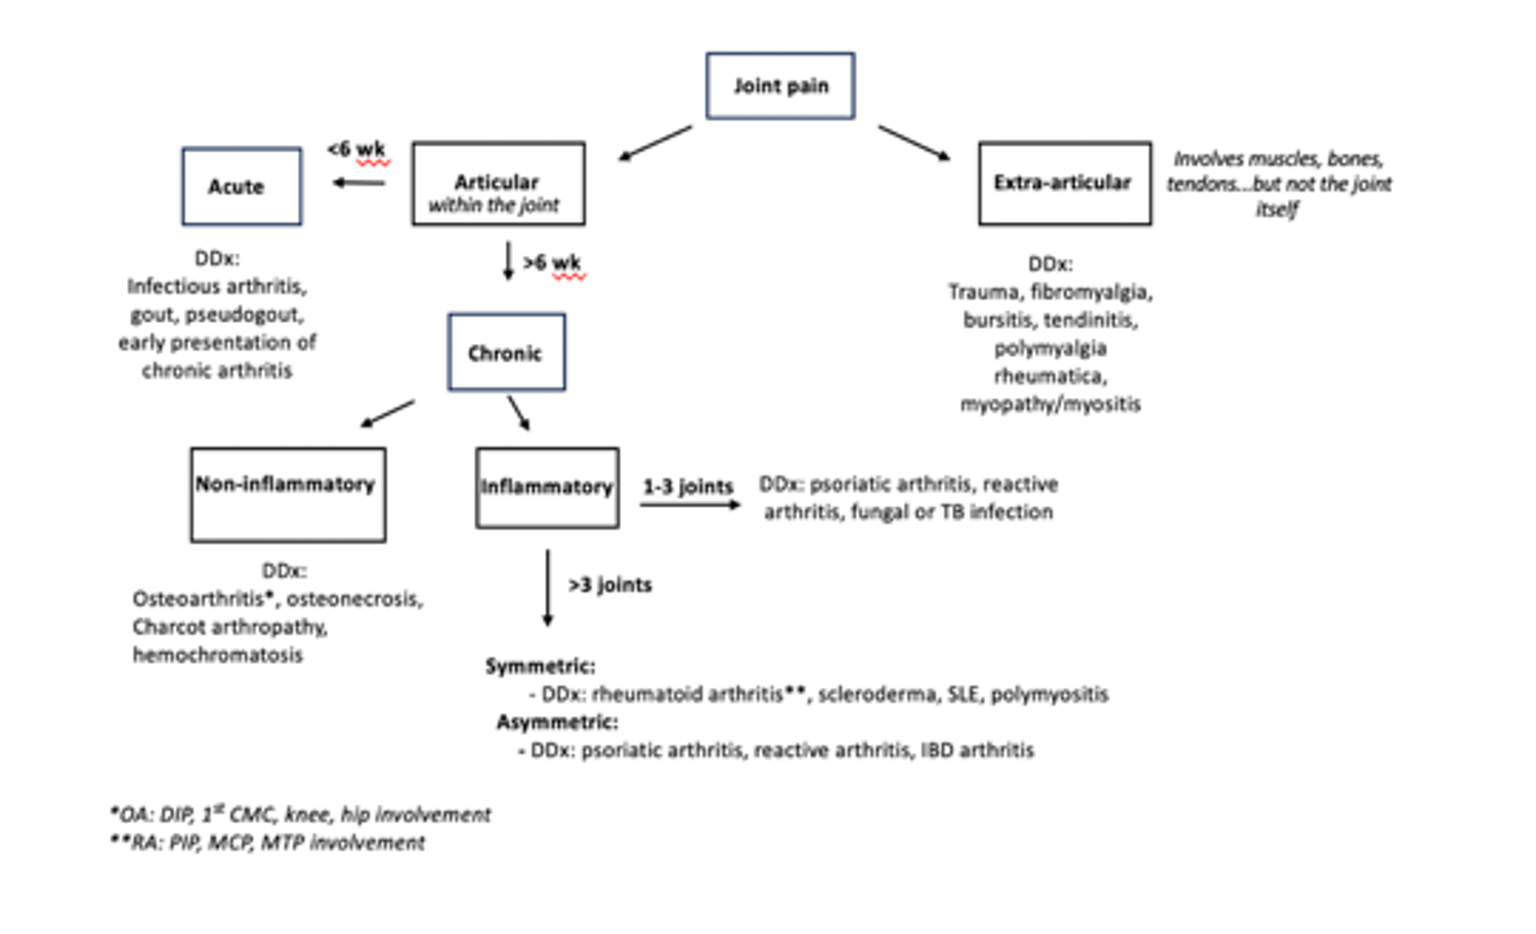 Joint pain
<6 wk
Acute
Articular
within the joint
Extra-articular
Involves muscles, bones,
tendons...but not the joint
itself
DDx:
Infectious arthritis,
gout, pseudogout,
early presentation of
chronic arthritis
>6 wk
DDx:
Trauma, fibromyalgia,
bursitis, tendinitis,
polymyalgia
rheumatica,
myopathy/myositis
Chronic
Non-inflammatory
Inflammatory
1-3 joints
DDx: psoriatic arthritis, reactive
arthritis, fungal or TB infection
DDx:
Osteoarthritis*, osteonecrosis,
Charcot arthropathy,
hemochromatosis
>3 joints
Symmetric:
- DDx: rheumatoid arthritis**, scleroderma, SLE, polymyositis
Asymmetric:
- DDx: psoriatic arthritis, reactive arthritis, IBD arthritis
*OA: DIP, 1st CMC, knee, hip involvement
**RA: PIP, MCP, MTP involvement